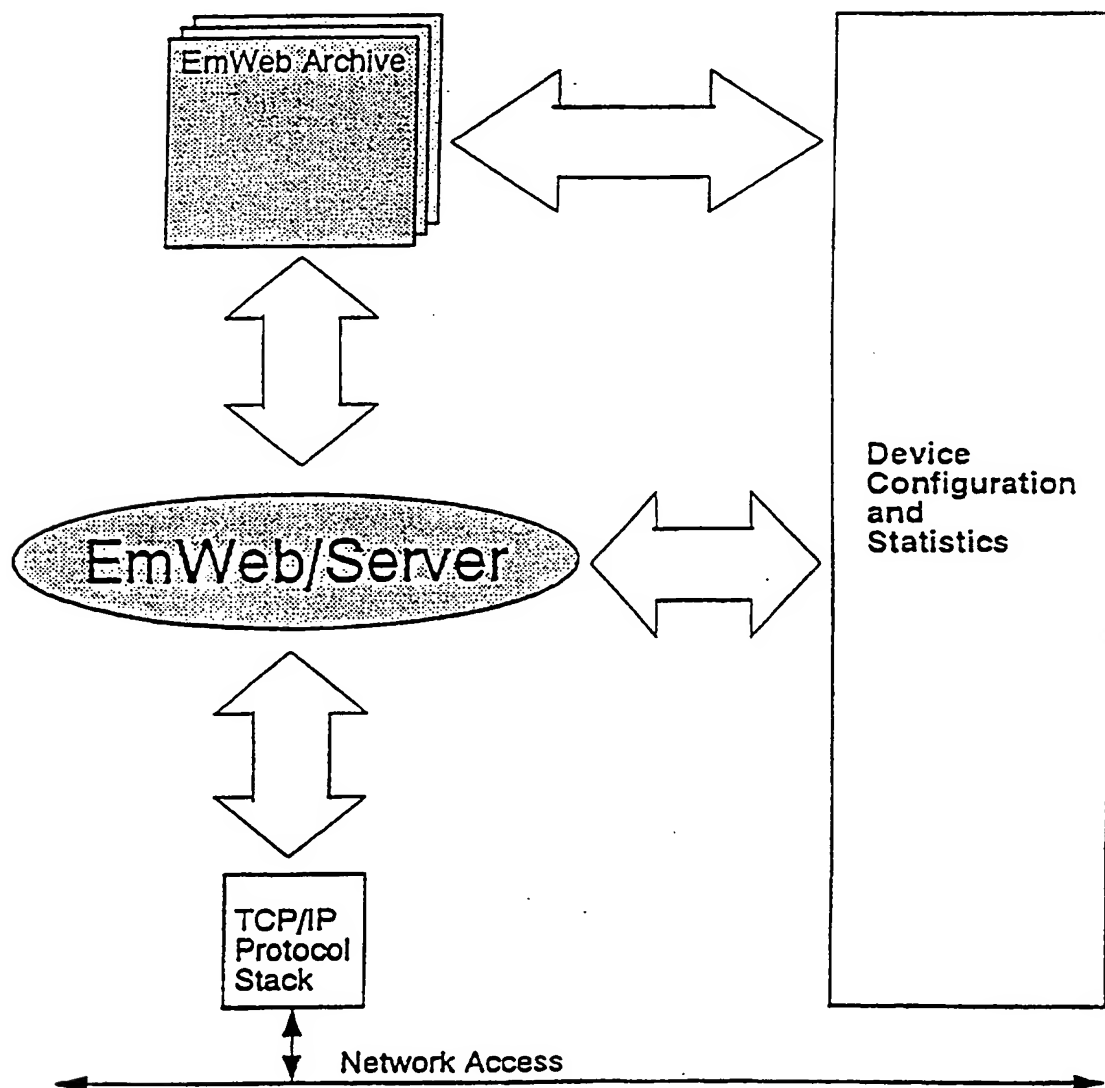 EmWeb Archive
Device
Configuration
and
Statistics
EmWeb/Server
TCP/IP
Protocol
Stack
Network Access